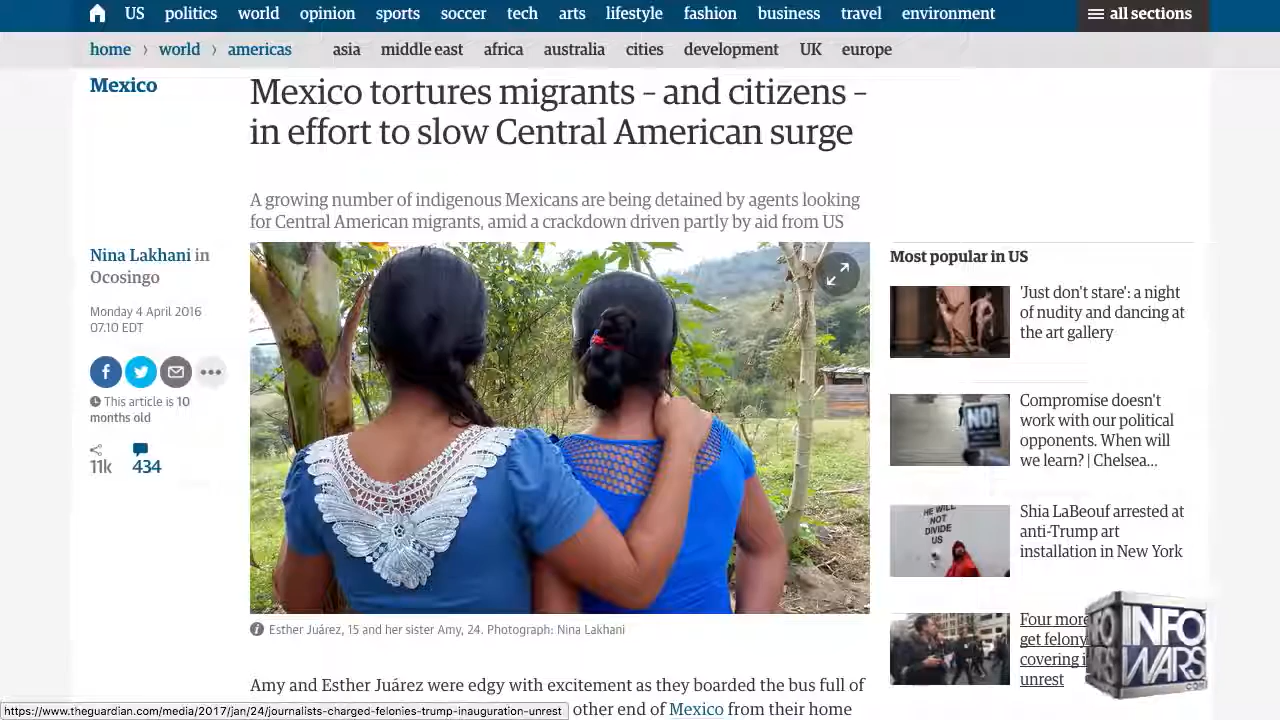 US politics world opinion sports soccer tech arts lifestyle fashion business travel environment all sections
home › world › americas asia middle east africa australia cities development UK europe
Mexico
Mexico tortures migrants – and citizens –
in effort to slow Central American surge
A growing number of indigenous Mexicans are being detained by agents looking
for Central American migrants, amid a crackdown driven partly by aid from US
Nina Lakhani in
Ocosingo
Monday 4 April 2016
07.10 EDT
This article is 10
months old
11k 434
Esther Juárez, 15 and her sister Amy, 24. Photograph: Nina Lakhani
Amy and Esther Juárez were edgy with excitement as they boarded the bus full of
other end of Mexico from their home
Most popular in US
'Just don't stare': a night
of nudity and dancing at
the art gallery
NO!
Compromise doesn't
work with our political
opponents. When will
we learn? | Chelsea...
HE WILL
NOT
DIVIDE
US
Shia LaBeouf arrested at
anti-Trump art
installation in New York
Four more
get felony
covering
unrest
INFO
WARS
.com
https://www.theguardian.com/media/2017/jan/24/journalists-charged-felonies-trump-inauguration-unrest